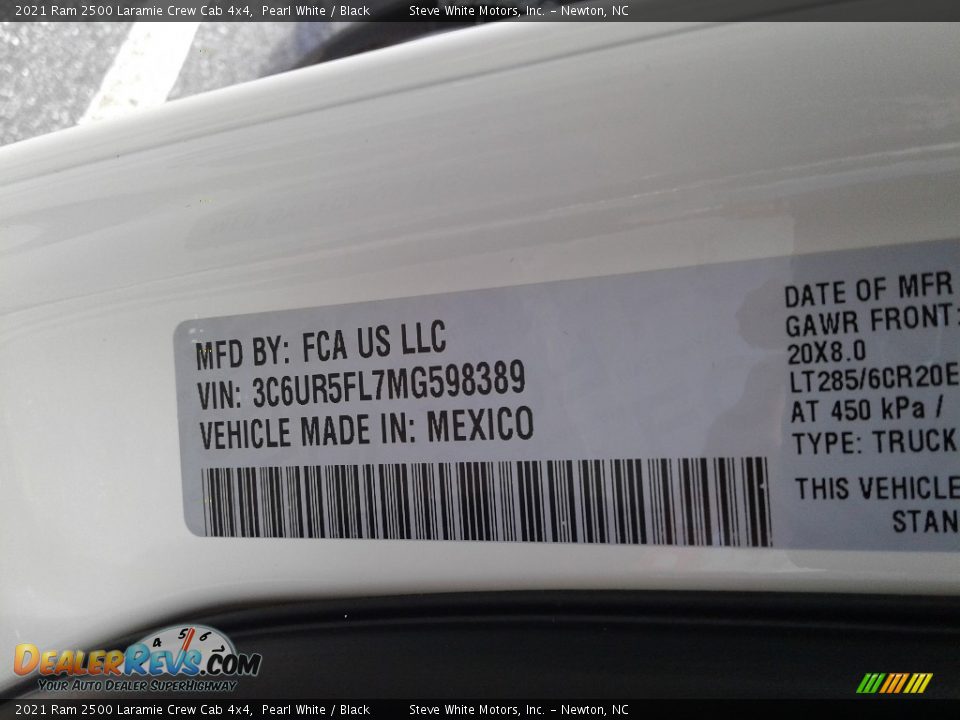 2021 Ram 2500 Laramie Crew Cab 4x4, Pearl White / Black Steve White Motors, Inc. – Newton, NC
MFD BY: FCA US LLC
VIN: 3C6UR5FL7MG598389
VEHICLE MADE IN: MEXICO
DATE OF MFR
GAWR FRONT:
20X8.0
LT285/6CR20E
AT 450 kPa /
TYPE: TRUCK
THIS VEHICLE
STAN
4 5 6
DEALERREVS.COM
YOUR AUTO DEALER SUPERHIGHWAY
2021 Ram 2500 Laramie Crew Cab 4x4, Pearl White / Black Steve White Motors, Inc. – Newton, NC